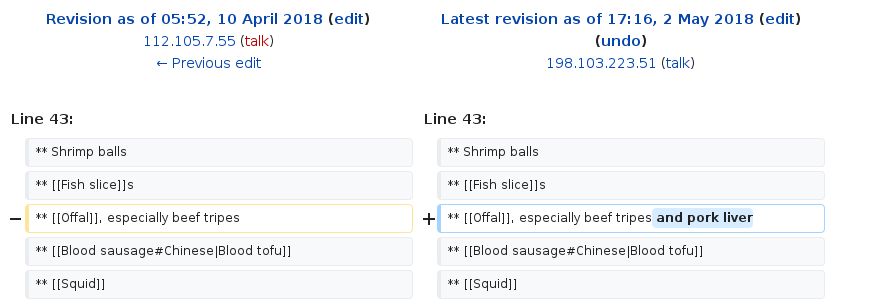 Revision as of 05:52, 10 April 2018 (edit)
112.105.7.55 (talk)
← Previous edit
Latest revision as of 17:16, 2 May 2018 (edit)
(undo)
198.103.223.51 (talk)
Line 43:
Line 43:
** Shrimp balls
** Shrimp balls
** [[Fish slice]]s
** [[Fish slice]]s
− ** [[Offal]], especially beef tripes
+ ** [[Offal]], especially beef tripes and pork liver
** [[Blood sausage#Chinese|Blood tofu]]
** [[Blood sausage#Chinese|Blood tofu]]
** [[Squid]]
** [[Squid]]